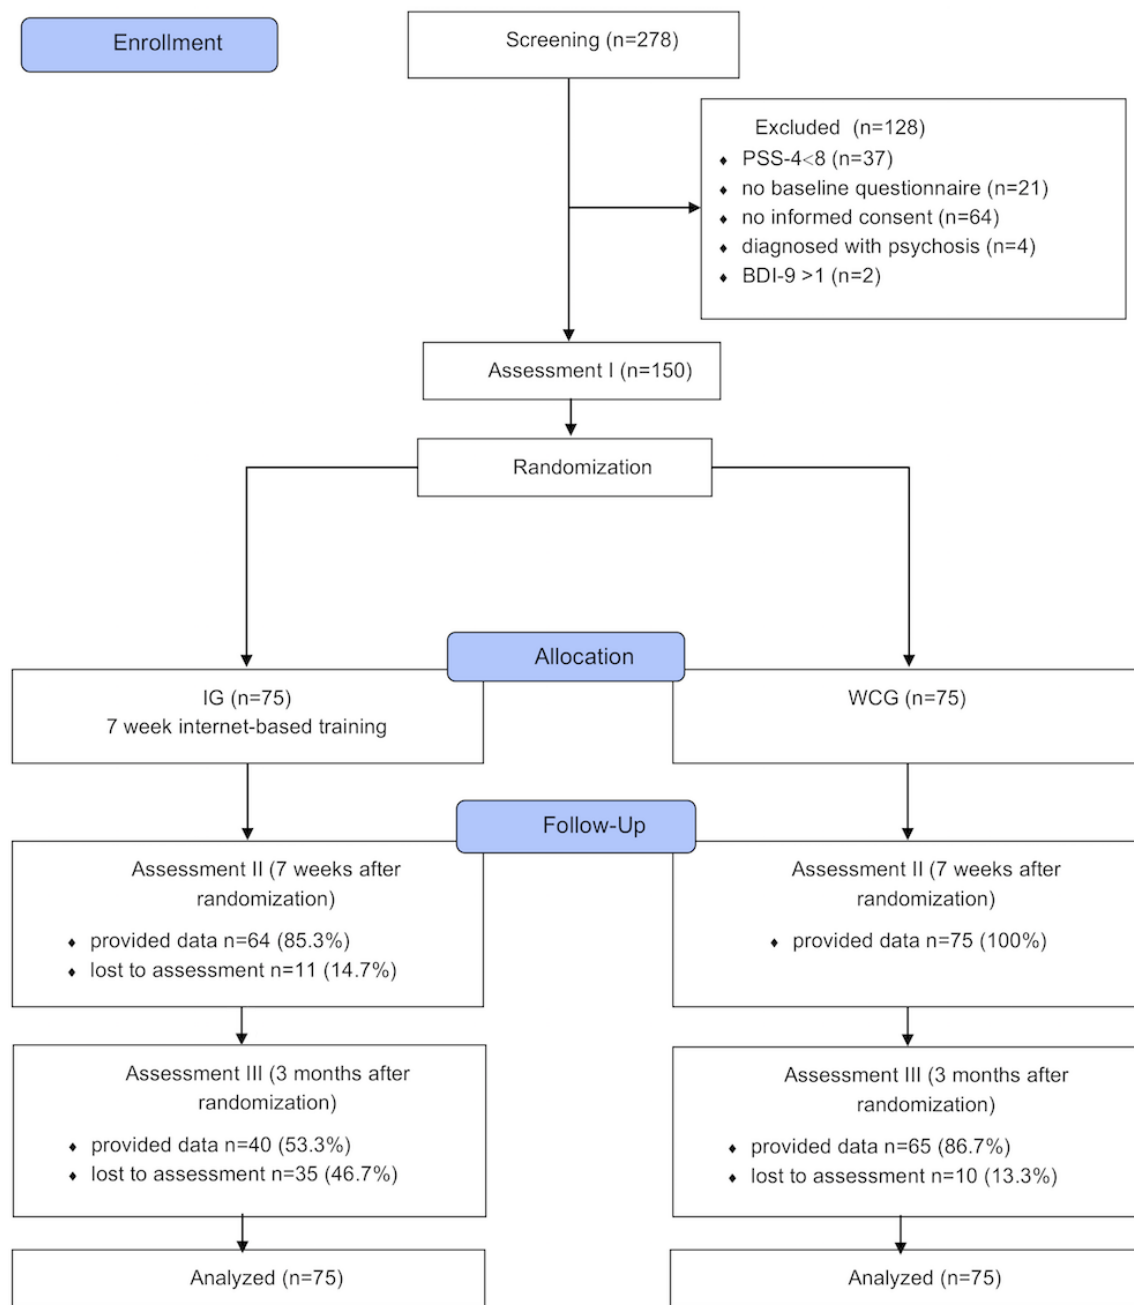 Enrollment
Screening (n=278)
Excluded (n=128)
♦ PSS-4<8 (n=37)
♦ no baseline questionnaire (n=21)
♦ no informed consent (n=64)
♦ diagnosed with psychosis (n=4)
♦ BDI-9 >1 (n=2)
Assessment I (n=150)
Randomization
Allocation
IG (n=75)
7 week internet-based training
WCG (n=75)
Follow-Up
Assessment II (7 weeks after
randomization)
♦ provided data n=64 (85.3%)
♦ lost to assessment n=11 (14.7%)
Assessment II (7 weeks after
randomization)
♦ provided data n=75 (100%)
Assessment III (3 months after
randomization)
♦ provided data n=40 (53.3%)
♦ lost to assessment n=35 (46.7%)
Assessment III (3 months after
randomization)
♦ provided data n=65 (86.7%)
♦ lost to assessment n=10 (13.3%)
Analyzed (n=75)
Analyzed (n=75)